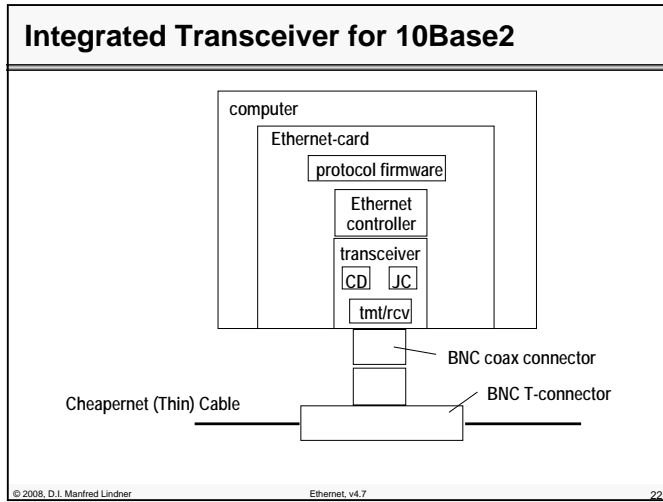 Integrated Transceiver for 10Base2
computer
Ethernet-card
protocol firmware
Ethernet
controller
transceiver
CD JC
tmt/rcv
BNC coax connector
BNC T-connector
Cheapernet (Thin) Cable
© 2008, D.I. Manfred Lindner Ethernet, v4.7 22